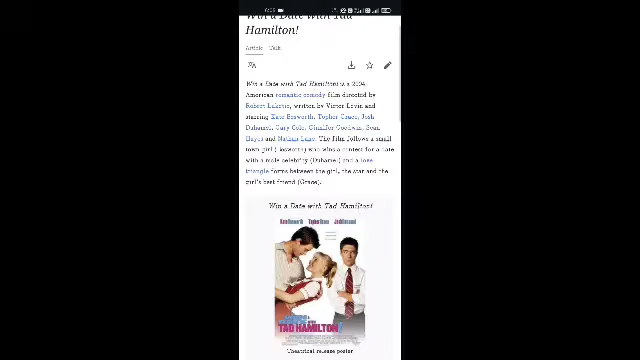 Win a Date With Tad
Hamilton!
Article Talk
Win a Date with Tad Hamilton! is a 2004
American romantic comedy film directed by
Robert Luketic, written by Victor Levin and
starring Kate Bosworth, Topher Grace, Josh
Duhamel, Gary Cole, Ginnifer Goodwin, Sean
Hayes and Nathan Lane. The film follows a small
town girl (Bosworth) who wins a contest for a date
with a male celebrity (Duhamel) and a love
triangle forms between the girl, the star and the
girl's best friend (Grace).
Win a Date with Tad Hamilton!
Kate Bosworth Topher Grace Josh Duhamel
TAD HAMILTON!
Theatrical release poster